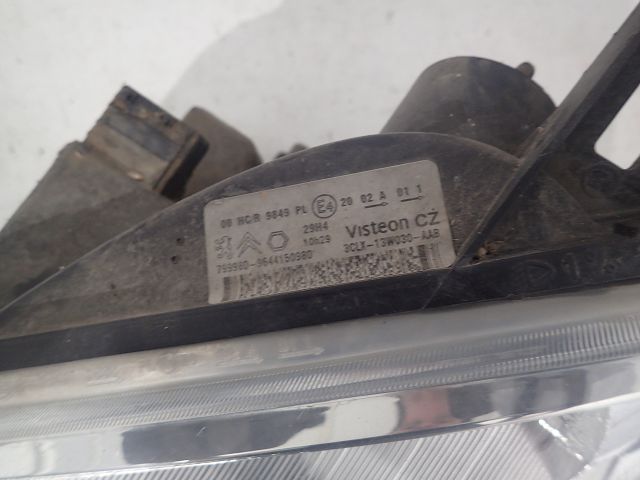 00 HC/R 9849 PL E4 20 02 A 01 1
29H4
10h29
Visteon CZ
3CLX-13W030-AAB
799980-9644150980